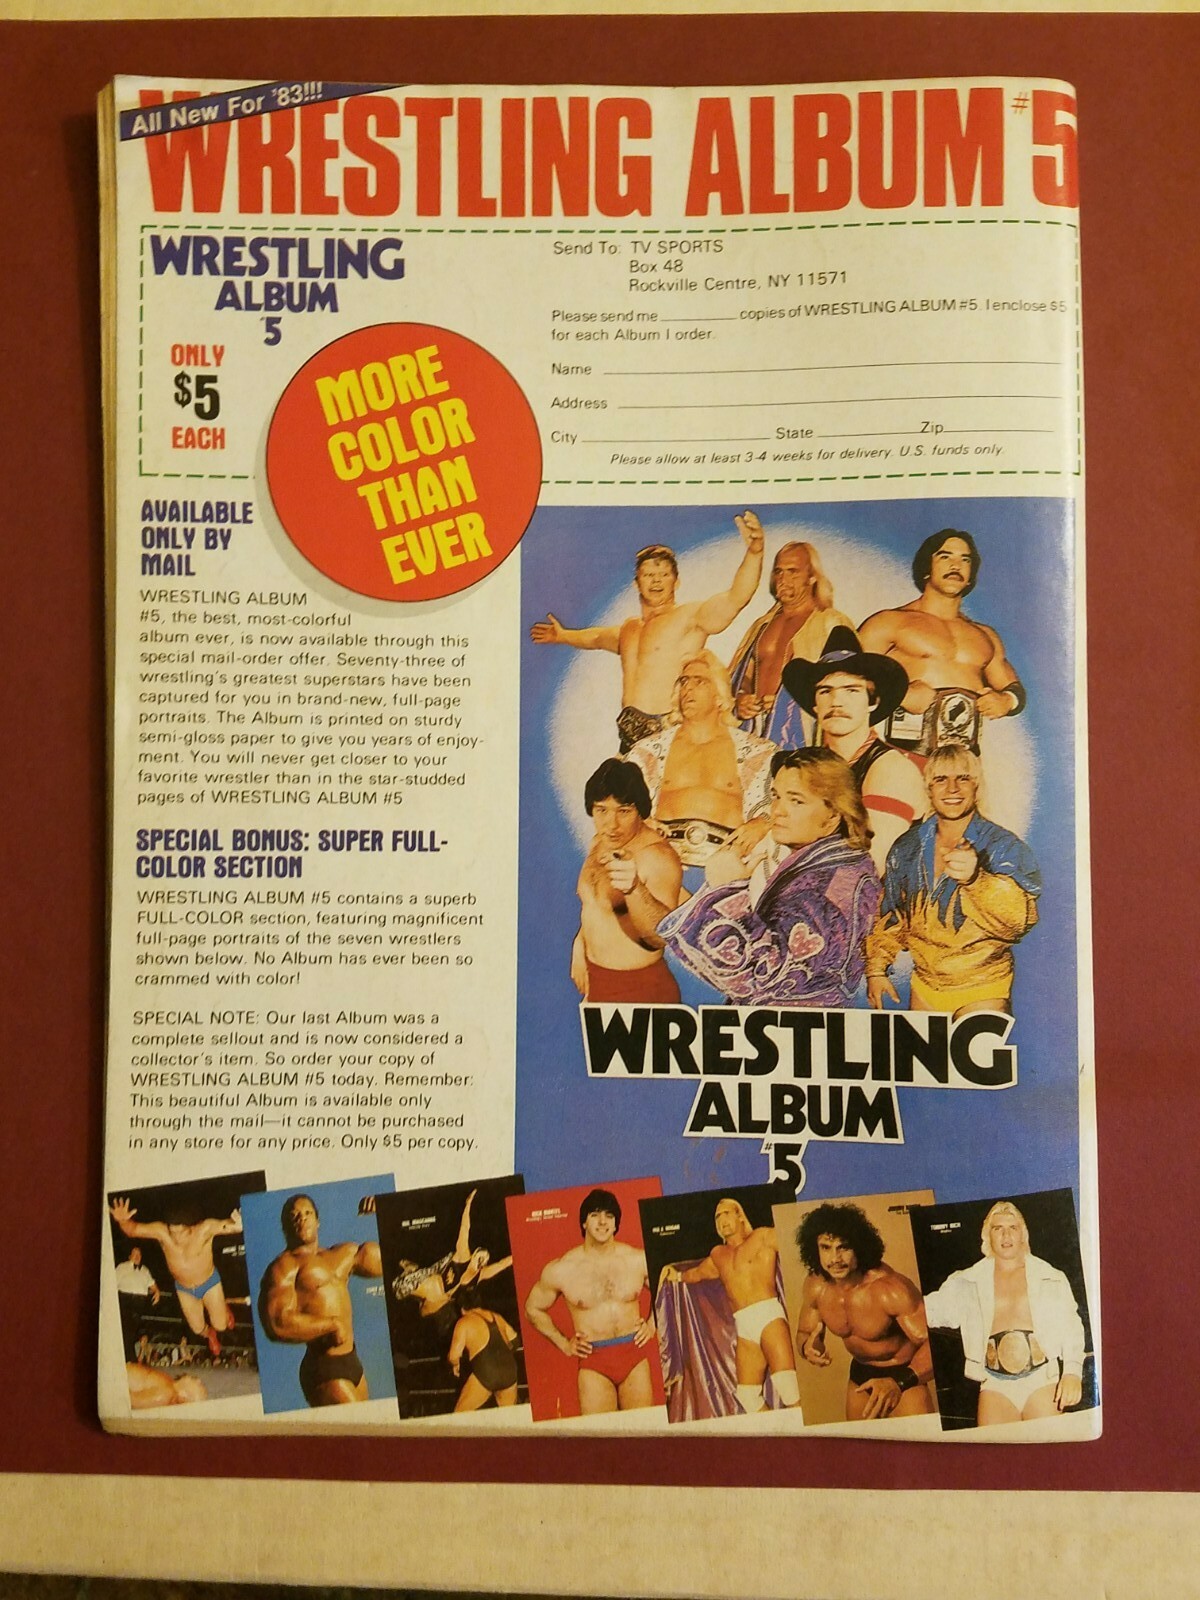 All New For '83!!!
WRESTLING ALBUM #5
WRESTLING
ALBUM
#5
ONLY
$5
EACH
Send To: TV SPORTS
Box 48
Rockville Centre, NY 11571
Please send me copies of WRESTLING ALBUM #5. I enclose $5
for each Album I order.
Name
Address
City State Zip
Please allow at least 3-4 weeks for delivery. U.S. funds only.
MORE
COLOR
THAN
EVER
AVAILABLE
ONLY BY
MAIL
WRESTLING ALBUM
#5, the best, most-colorful
album ever, is now available through this
special mail-order offer. Seventy-three of
wrestling's greatest superstars have been
captured for you in brand-new, full-page
portraits. The Album is printed on sturdy
semi-gloss paper to give you years of enjoy-
ment. You will never get closer to your
favorite wrestler than in the star-studded
pages of WRESTLING ALBUM #5
SPECIAL BONUS: SUPER FULL-
COLOR SECTION
WRESTLING ALBUM #5 contains a superb
FULL-COLOR section, featuring magnificent
full-page portraits of the seven wrestlers
shown below. No Album has ever been so
crammed with color!
SPECIAL NOTE: Our last Album was a
complete sellout and is now considered a
collector's item. So order your copy of
WRESTLING ALBUM #5 today. Remember:
This beautiful Album is available only
through the mail—it cannot be purchased
in any store for any price. Only $5 per copy.
WRESTLING
ALBUM
#5
TOMMY RICH